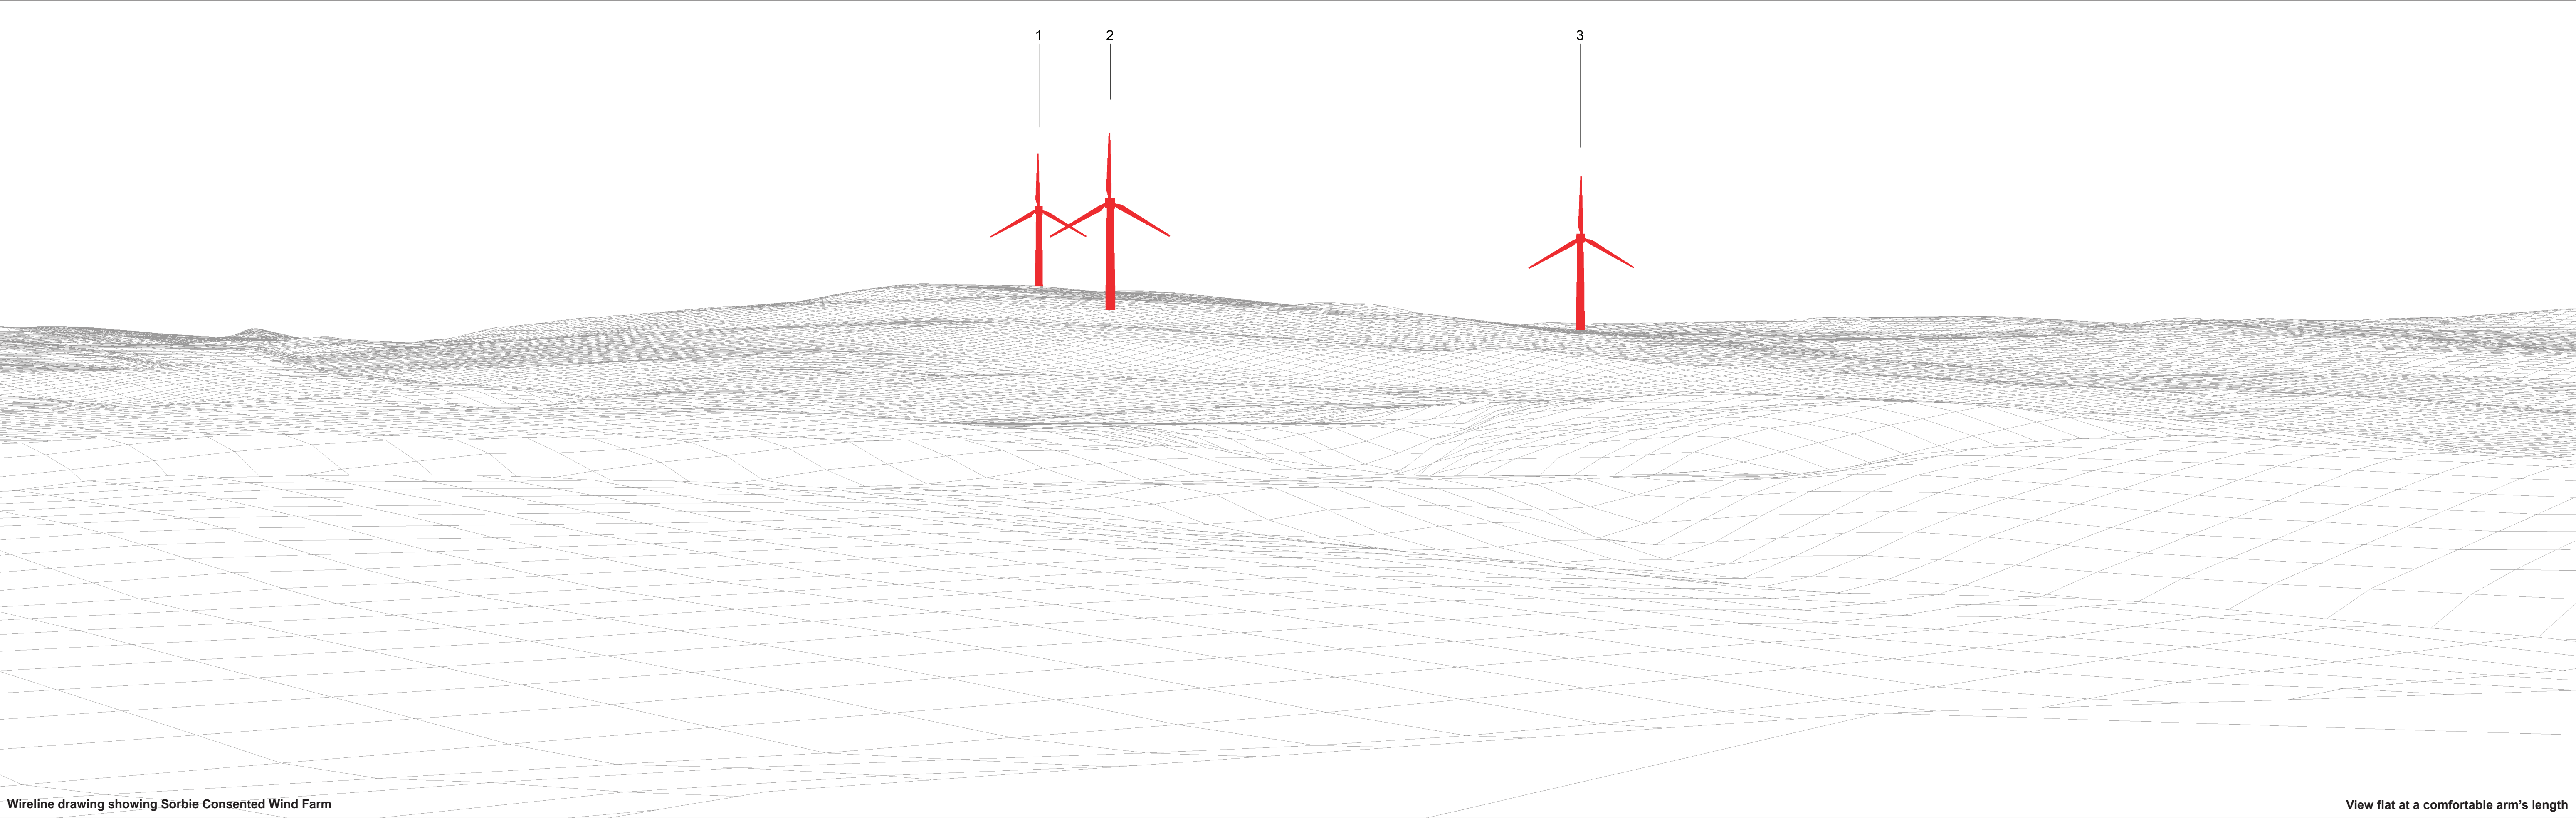 1
2
3
Wireline drawing showing Sorbie Consented Wind Farm
View flat at a comfortable arm’s length